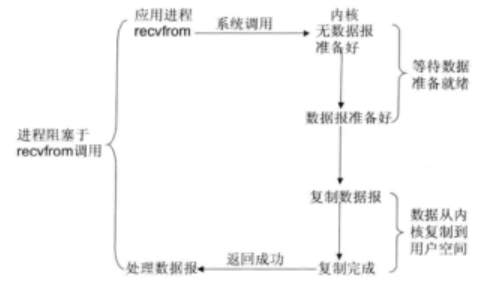 应用进程
recvfrom
系统调用
内核
无数据报
准备好
等待数据
准备就绪
数据报准备好
进程阻塞于
recvfrom调用
复制数据报
数据从内
核复制到
用户空间
处理数据报
返回成功
复制完成